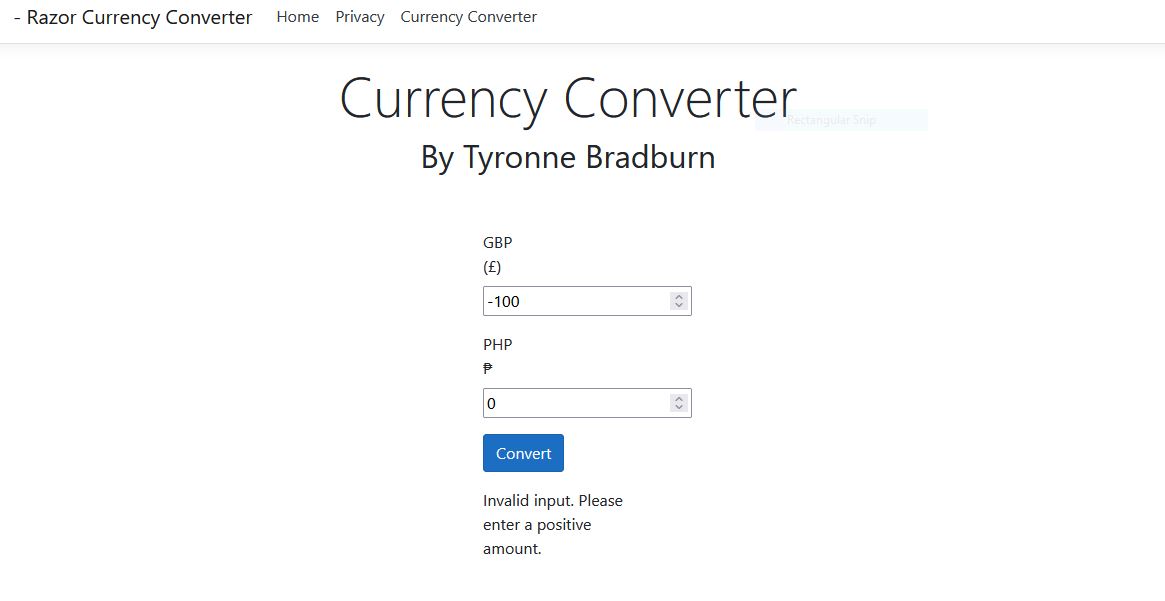 - Razor Currency Converter Home Privacy Currency Converter
Currency Converter
Rectangular Snip
By Tyronne Bradburn
GBP
(£)
-100
PHP
₱
0
Convert
Invalid input. Please
enter a positive
amount.